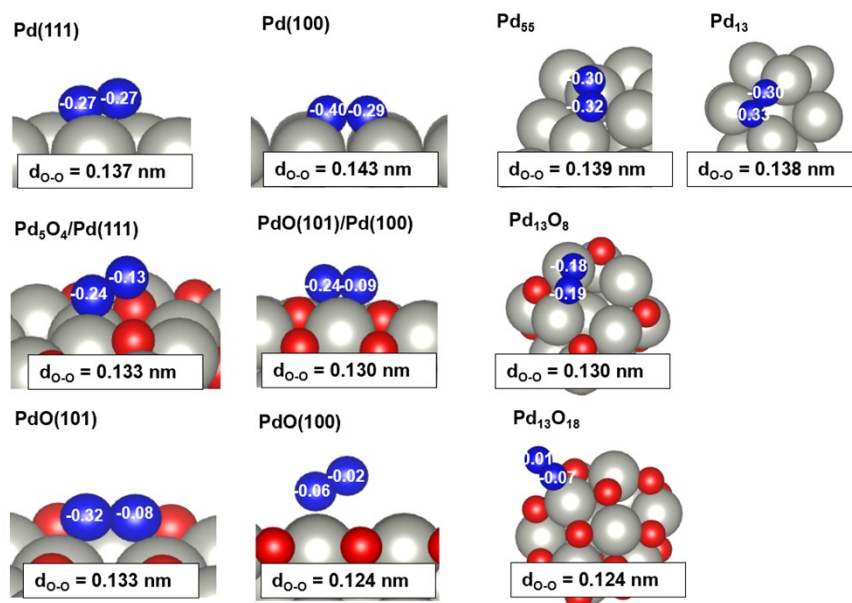 Pd(111)
Pd(100)
Pd55
Pd13
-0.27 -0.27
-0.40 -0.29
-0.30
-0.32
-0.30
0.33
dO-O = 0.137 nm
dO-O = 0.143 nm
dO-O = 0.139 nm
dO-O = 0.138 nm
Pd5O4/Pd(111)
PdO(101)/Pd(100)
Pd13O8
-0.13
-0.24
-0.24 -0.09
-0.18
-0.19
dO-O = 0.133 nm
dO-O = 0.130 nm
dO-O = 0.130 nm
PdO(101)
PdO(100)
Pd13O18
-0.32 -0.08
-0.02
-0.06
0.01
-0.07
dO-O = 0.133 nm
dO-O = 0.124 nm
dO-O = 0.124 nm